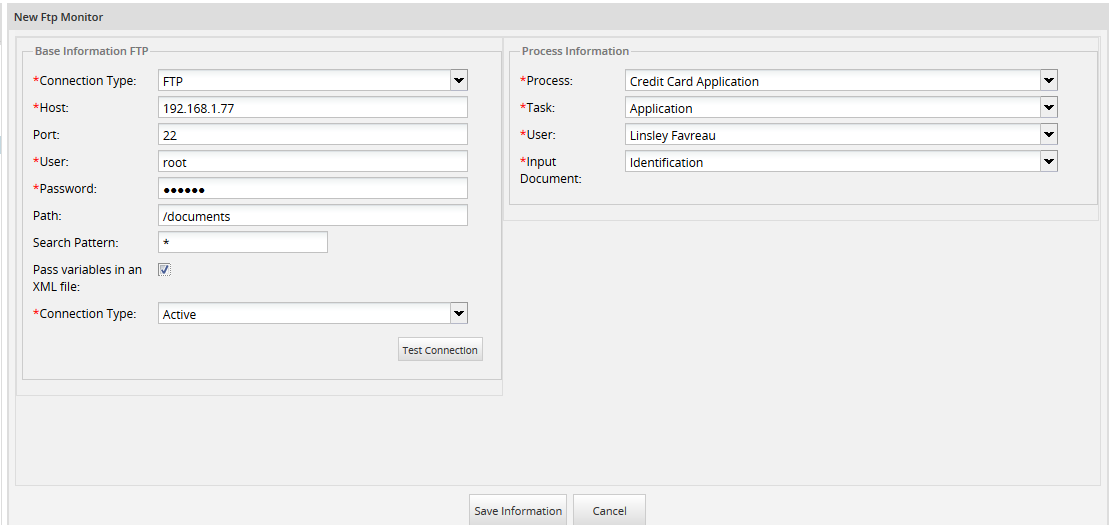 New Ftp Monitor
Base Information FTP
*Connection Type: FTP
*Host: 192.168.1.77
Port: 22
*User: root
*Password: ●●●●●●
Path: /documents
Search Pattern: *
Pass variables in an
XML file:
*Connection Type: Active
Test Connection
Process Information
*Process: Credit Card Application
*Task: Application
*User: Linsley Favreau
*Input Identification
Document:
Save Information Cancel